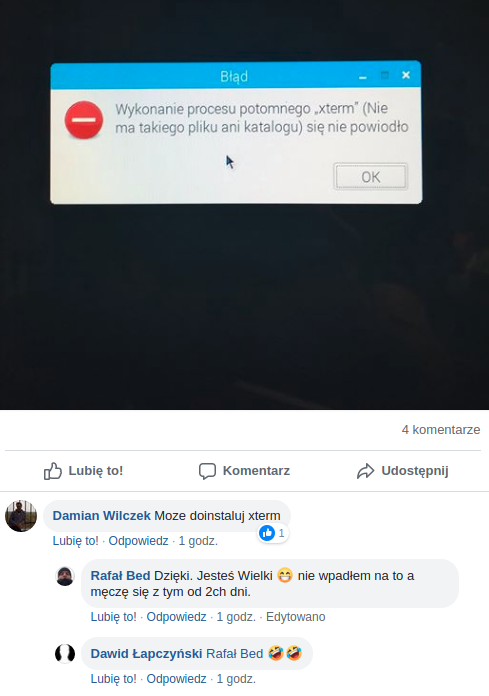 Błąd
Wykonanie procesu potomnego „xterm” (Nie
ma takiego pliku ani katalogu) się nie powiodło
OK
4 komentarze
Lubię to! Komentarz Udostępnij
Damian Wilczek Moze doinstaluj xterm
1
Lubię to! · Odpowiedz · 1 godz.
Rafał Bed Dzięki. Jesteś Wielki 😁 nie wpadłem na to a
męczę się z tym od 2ch dni.
Lubię to! · Odpowiedz · 1 godz. · Edytowano
Dawid Łapczyński Rafał Bed 🤣🤣
Lubię to! · Odpowiedz · 1 godz.